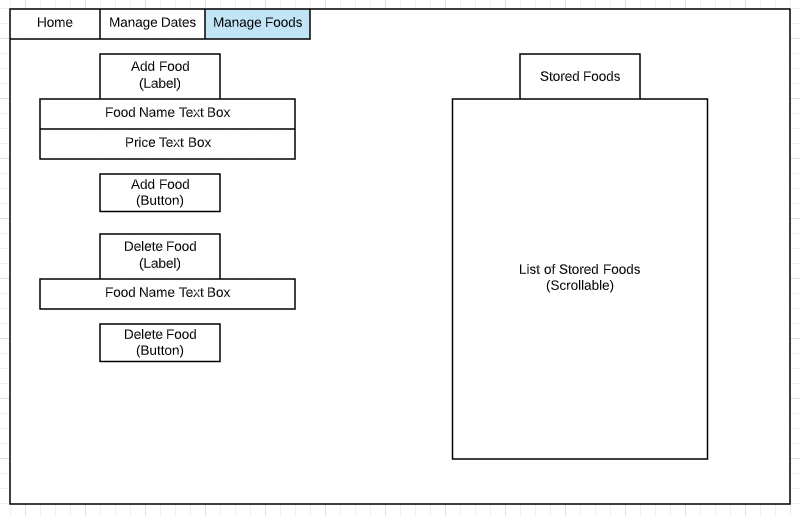 Home
Manage Dates
Manage Foods
Add Food
(Label)
Food Name Text Box
Price Text Box
Add Food
(Button)
Delete Food
(Label)
Food Name Text Box
Delete Food
(Button)
Stored Foods
List of Stored Foods
(Scrollable)